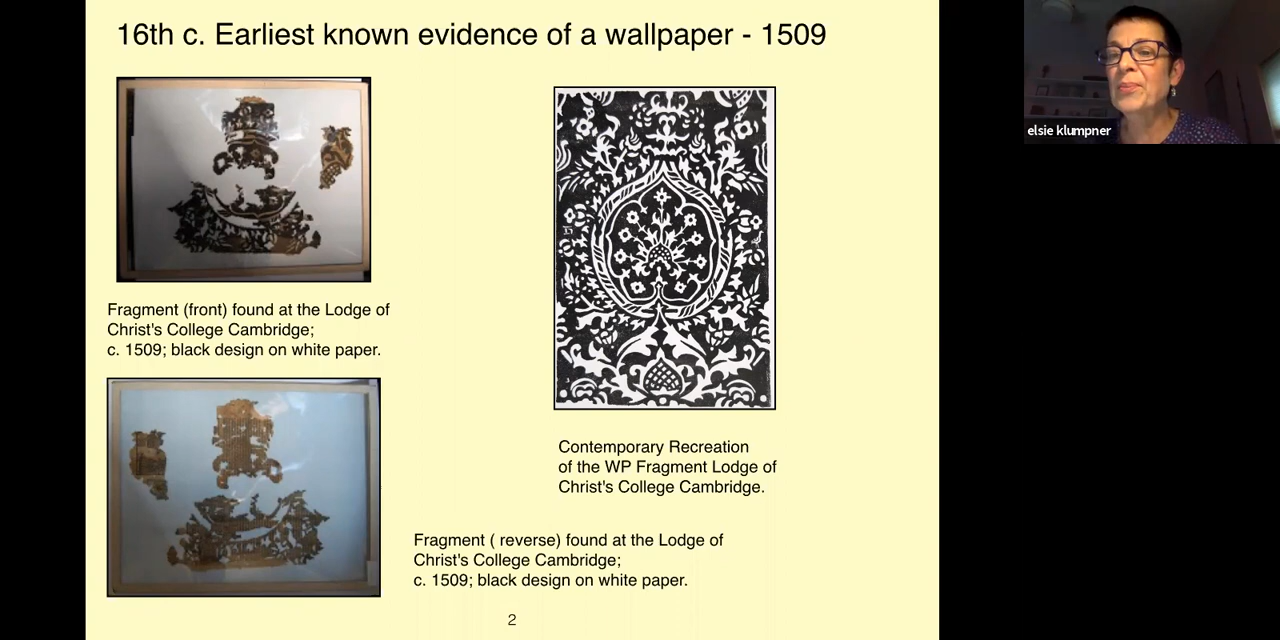 16th c. Earliest known evidence of a wallpaper - 1509
elsie klumpner
Fragment (front) found at the Lodge of
Christ's College Cambridge;
c. 1509; black design on white paper.
Contemporary Recreation
of the WP Fragment Lodge of
Christ's College Cambridge.
Fragment ( reverse) found at the Lodge of
Christ's College Cambridge;
c. 1509; black design on white paper.
2